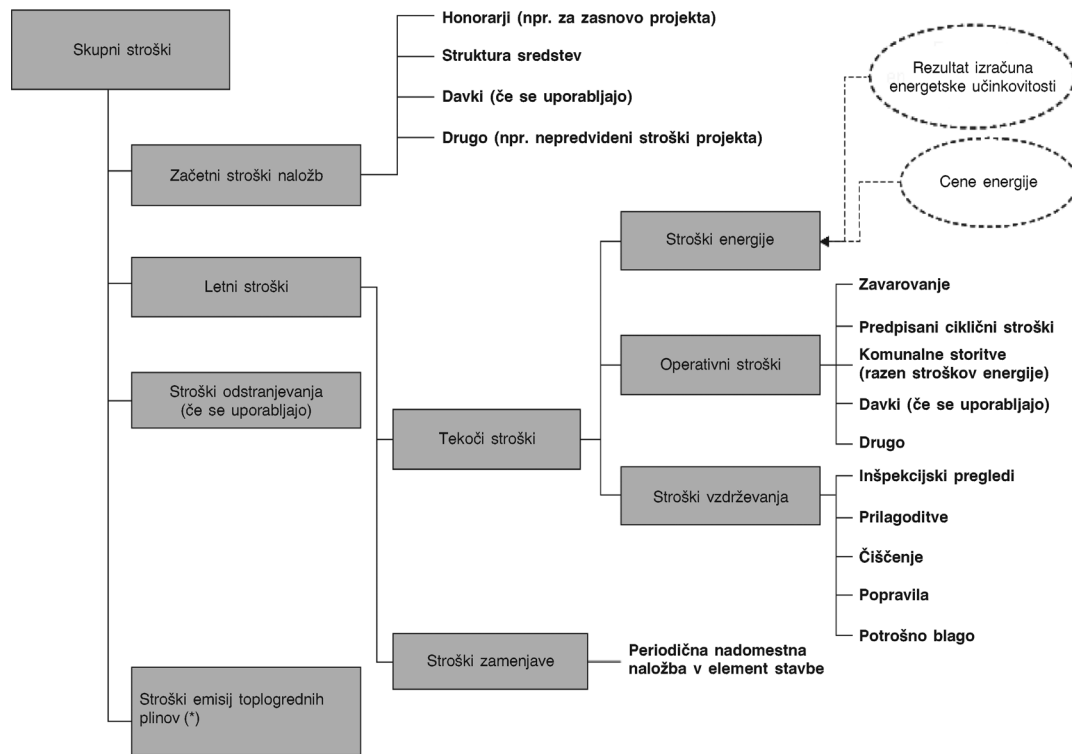 Skupni stroški
Honorarji (npr. za zasnovo projekta)
Struktura sredstev
Davki (če se uporabljajo)
Drugo (npr. nepredvideni stroški projekta)
Začetni stroški naložb
Rezultat izračuna
energetske učinkovitosti
Cene energije
Stroški energije
Letni stroški
Zavarovanje
Predpisani ciklični stroški
Operativni stroški
Komunalne storitve
(razen stroškov energije)
Davki (če se uporabljajo)
Drugo
Stroški odstranjevanja
(če se uporabljajo)
Tekoči stroški
Stroški vzdrževanja
Inšpekcijski pregledi
Prilagoditve
Čiščenje
Popravila
Potrošno blago
Stroški zamenjave
Periodična nadomestna
naložba v element stavbe
Stroški emisij toplogrednih
plinov (*)